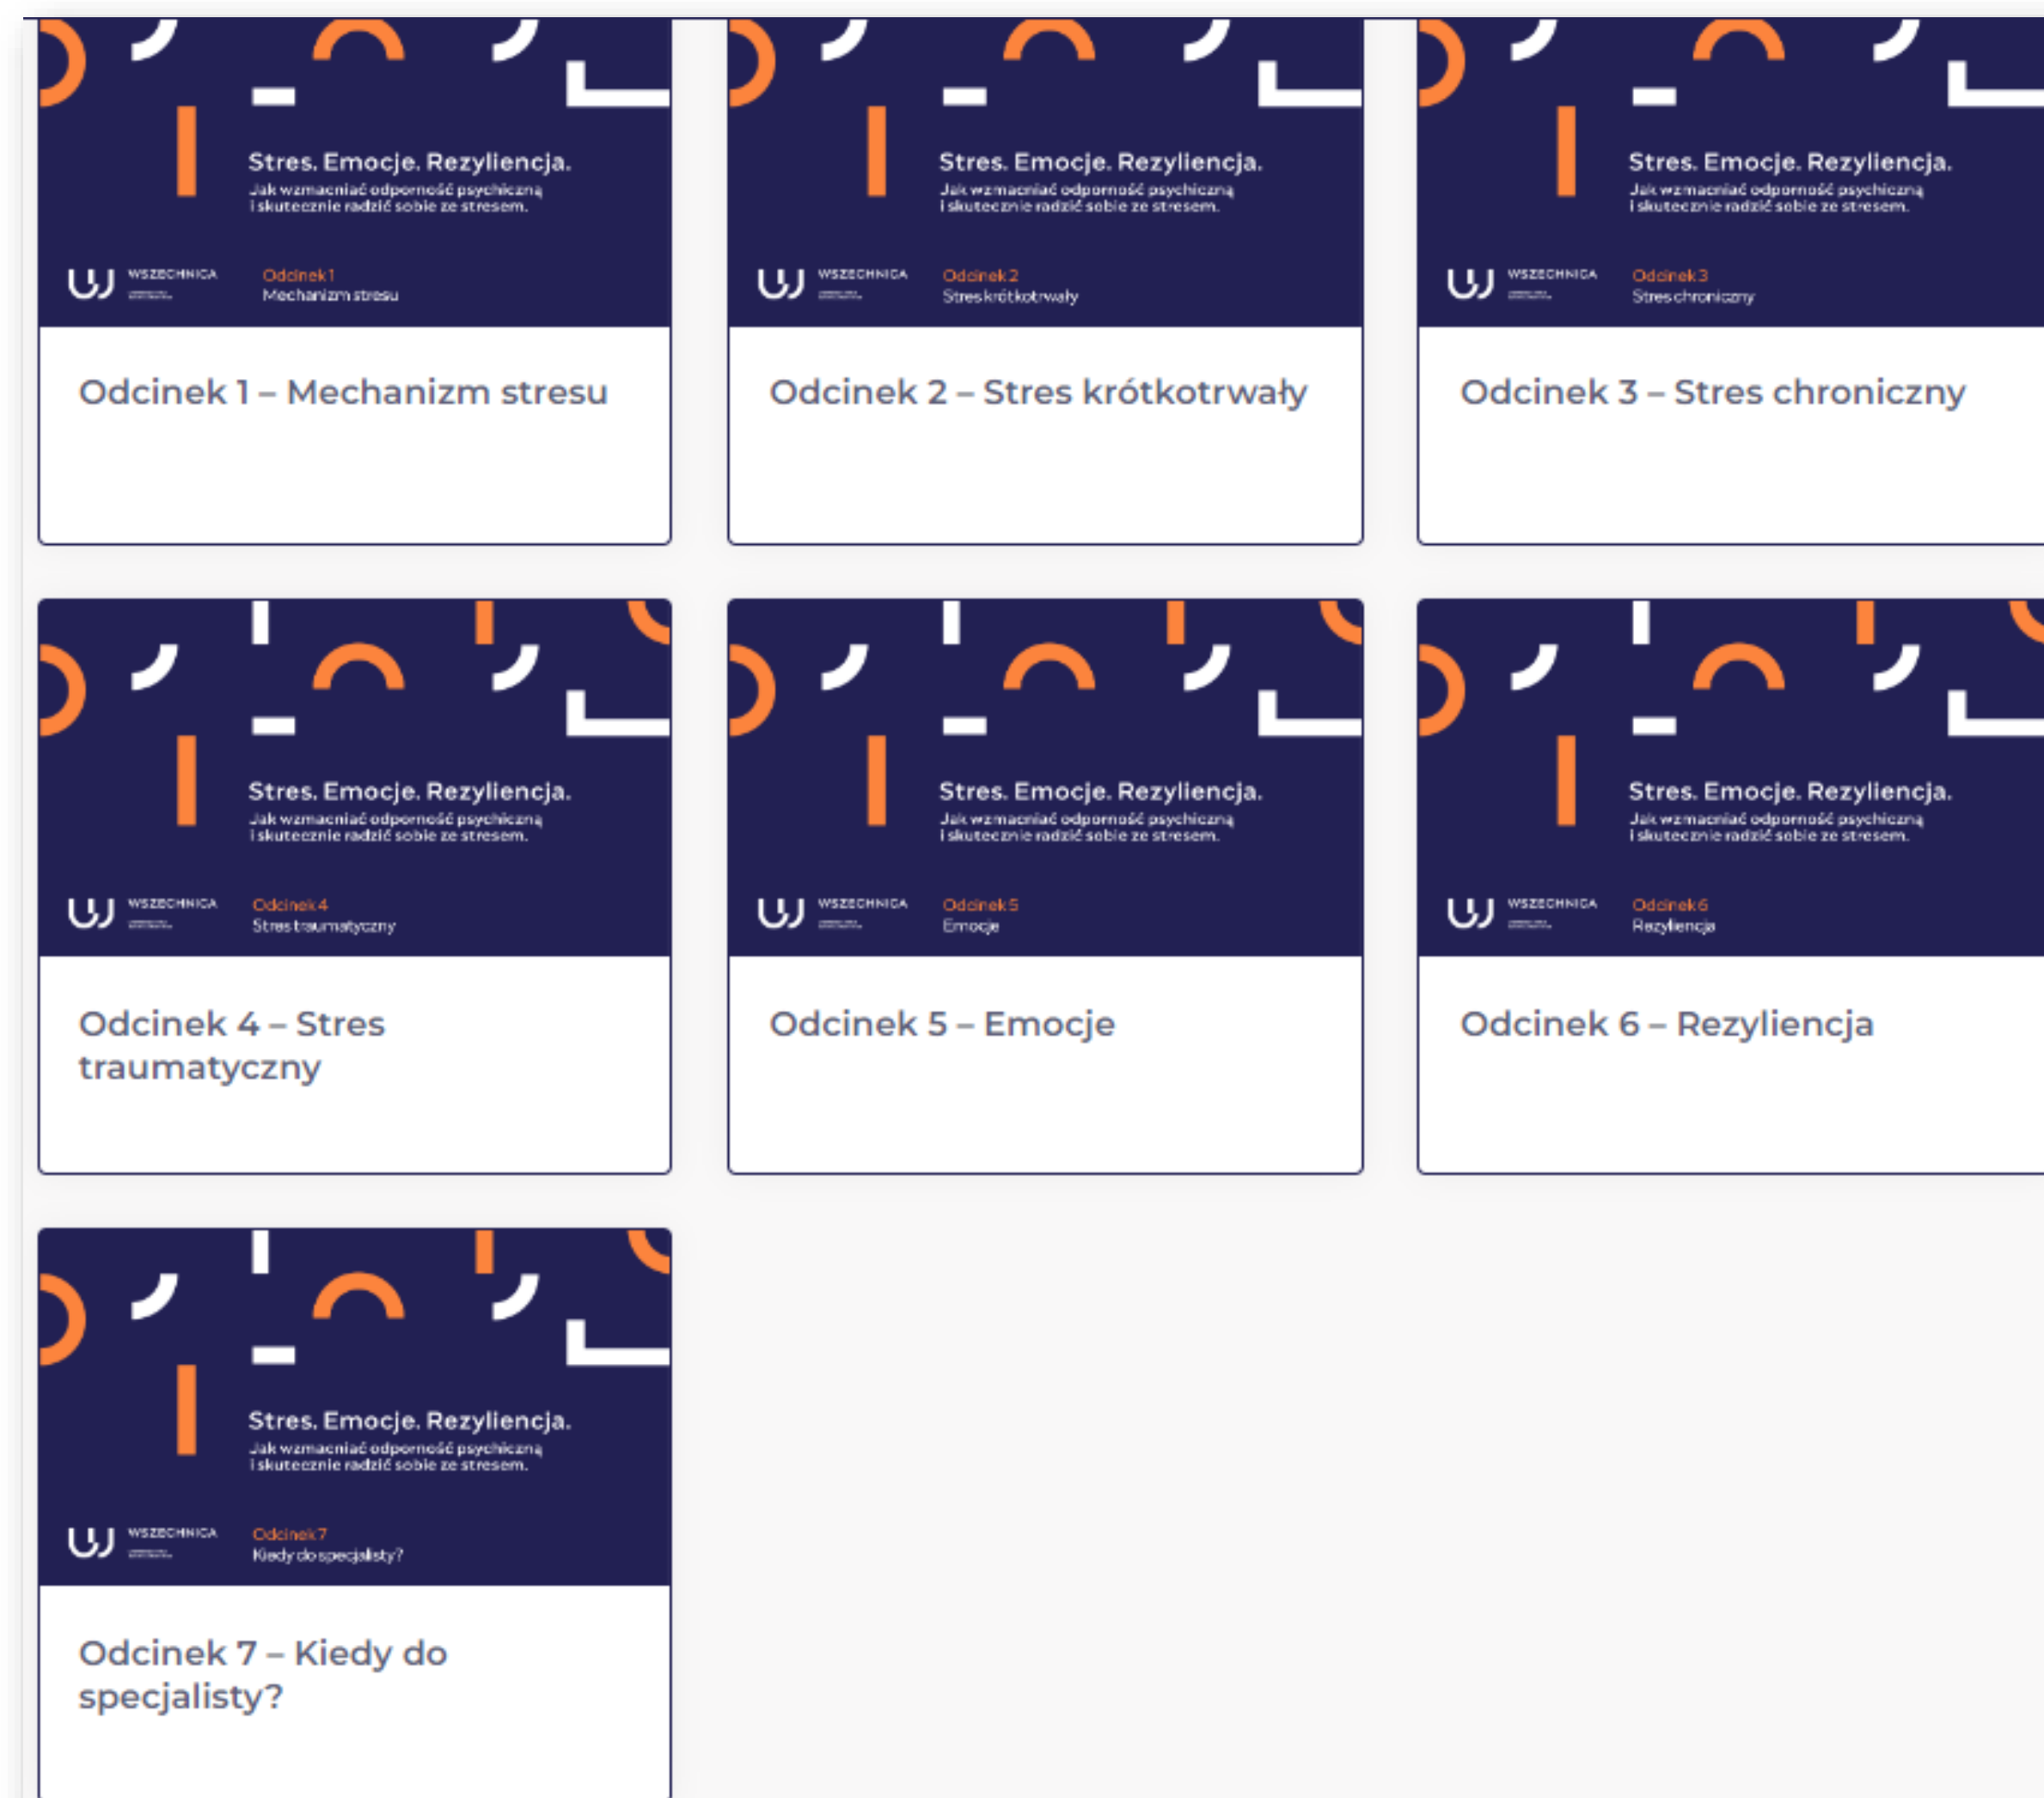 Stres. Emocje. Rezyliencja.
Jak wzmacniać odporność psychiczną
i skutecznie radzić sobie ze stresem.
WSZECHNICA
Odcinek 1
Mechanizm stresu
Odcinek 1 – Mechanizm stresu
Stres. Emocje. Rezyliencja.
Jak wzmacniać odporność psychiczną
i skutecznie radzić sobie ze stresem.
WSZECHNICA
Odcinek 2
Stres krótkotrwały
Odcinek 2 – Stres krótkotrwały
Stres. Emocje. Rezyliencja.
Jak wzmacniać odporność psychiczną
i skutecznie radzić sobie ze stresem.
WSZECHNICA
Odcinek 3
Stres chroniczny
Odcinek 3 – Stres chroniczny
Stres. Emocje. Rezyliencja.
Jak wzmacniać odporność psychiczną
i skutecznie radzić sobie ze stresem.
WSZECHNICA
Odcinek 4
Stres traumatyczny
Odcinek 4 – Stres
traumatyczny
Stres. Emocje. Rezyliencja.
Jak wzmacniać odporność psychiczną
i skutecznie radzić sobie ze stresem.
WSZECHNICA
Odcinek 5
Emocje
Odcinek 5 – Emocje
Stres. Emocje. Rezyliencja.
Jak wzmacniać odporność psychiczną
i skutecznie radzić sobie ze stresem.
WSZECHNICA
Odcinek 6
Rezyliencja
Odcinek 6 – Rezyliencja
Stres. Emocje. Rezyliencja.
Jak wzmacniać odporność psychiczną
i skutecznie radzić sobie ze stresem.
WSZECHNICA
Odcinek 7
Kiedy do specjalisty?
Odcinek 7 – Kiedy do
specjalisty?